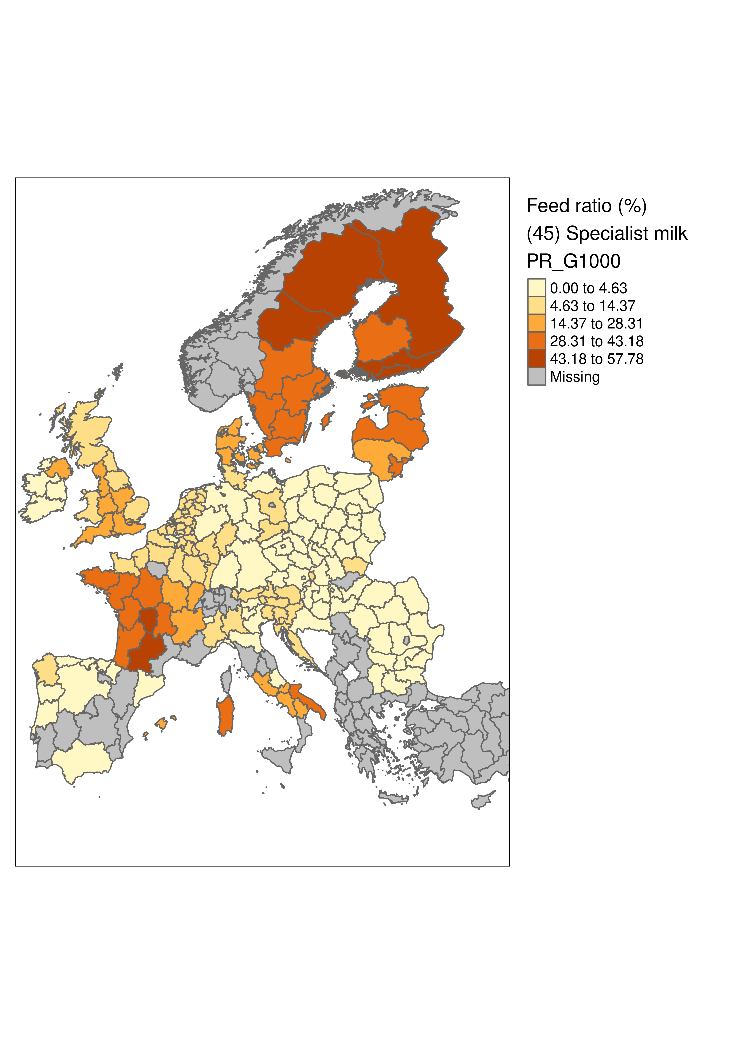 Feed ratio (%)
(45) Specialist milk
PR_G1000
0.00 to 4.63
4.63 to 14.37
14.37 to 28.31
28.31 to 43.18
43.18 to 57.78
Missing